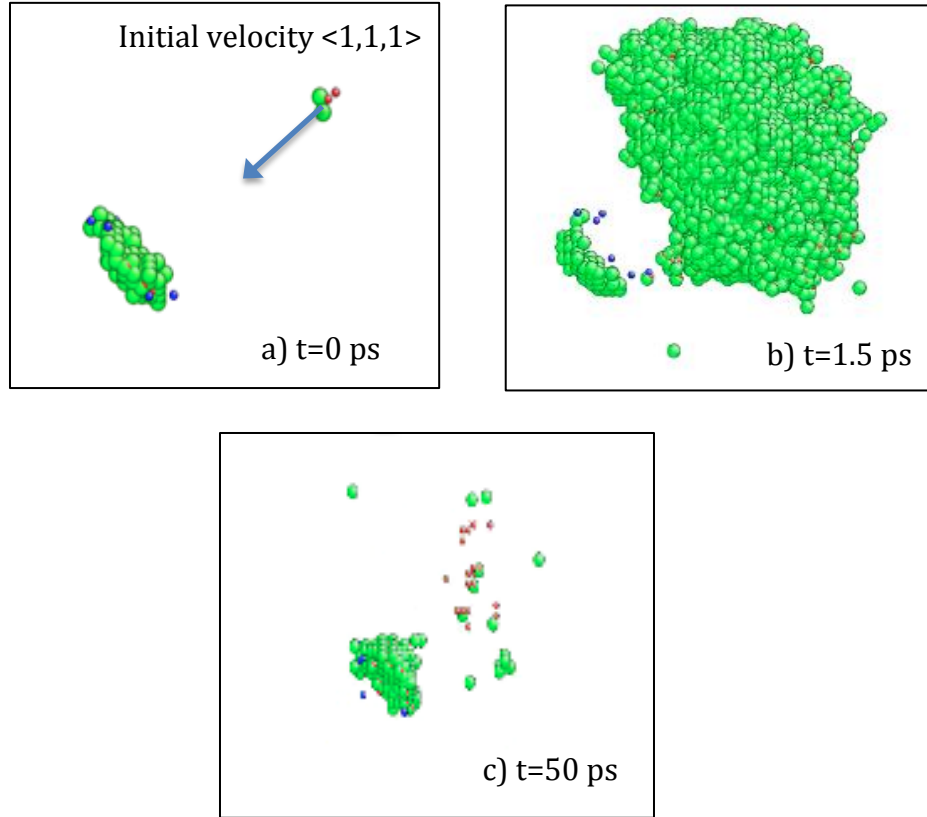 Initial velocity <1,1,1>
a) t=0 ps
b) t=1.5 ps
c) t=50 ps